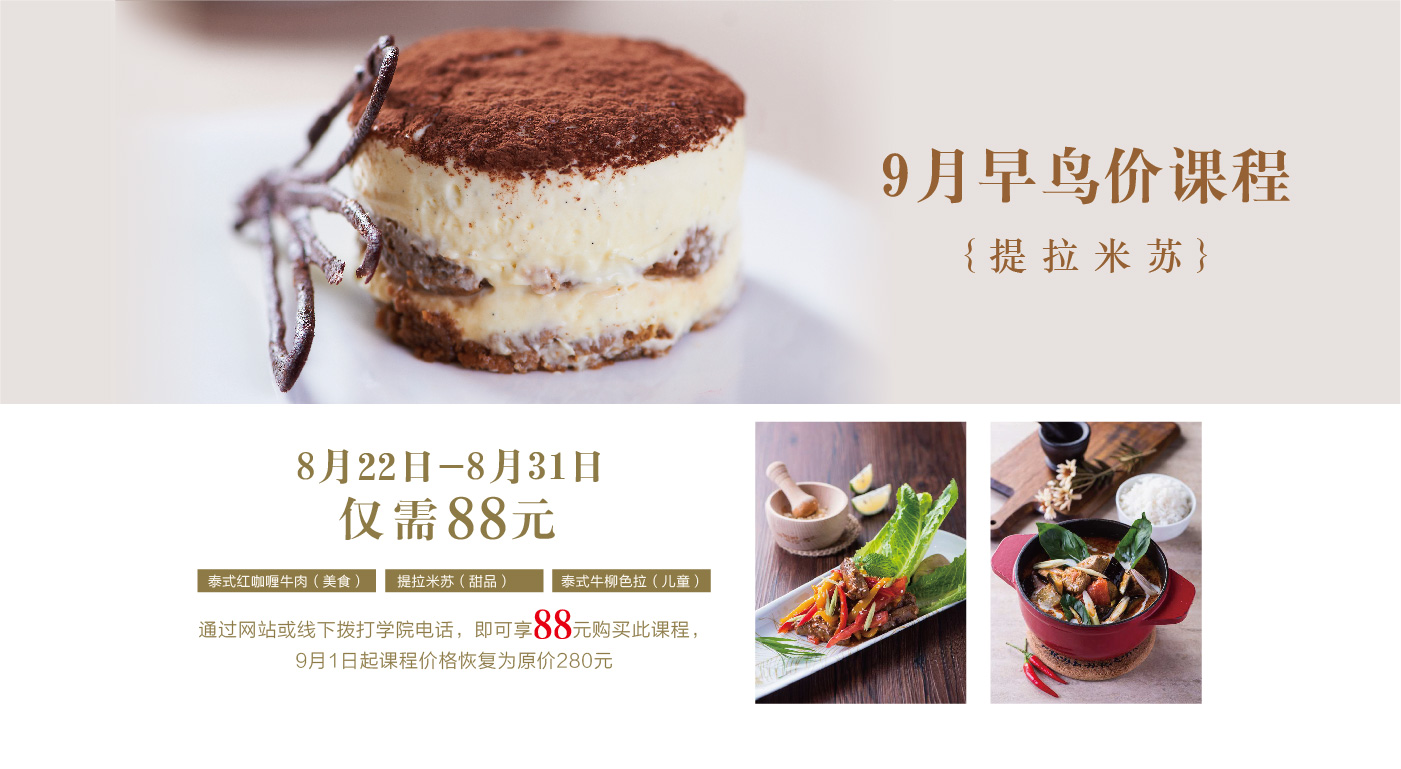 9月早鸟价课程
{提拉米苏}
8月22日–8月31日
仅需88元
泰式红咖喱牛肉（美食）
提拉米苏（甜品）
泰式牛柳色拉（儿童）
通过网站或线下拨打学院电话，即可享88元购买此课程，
9月1日起课程价格恢复为原价280元